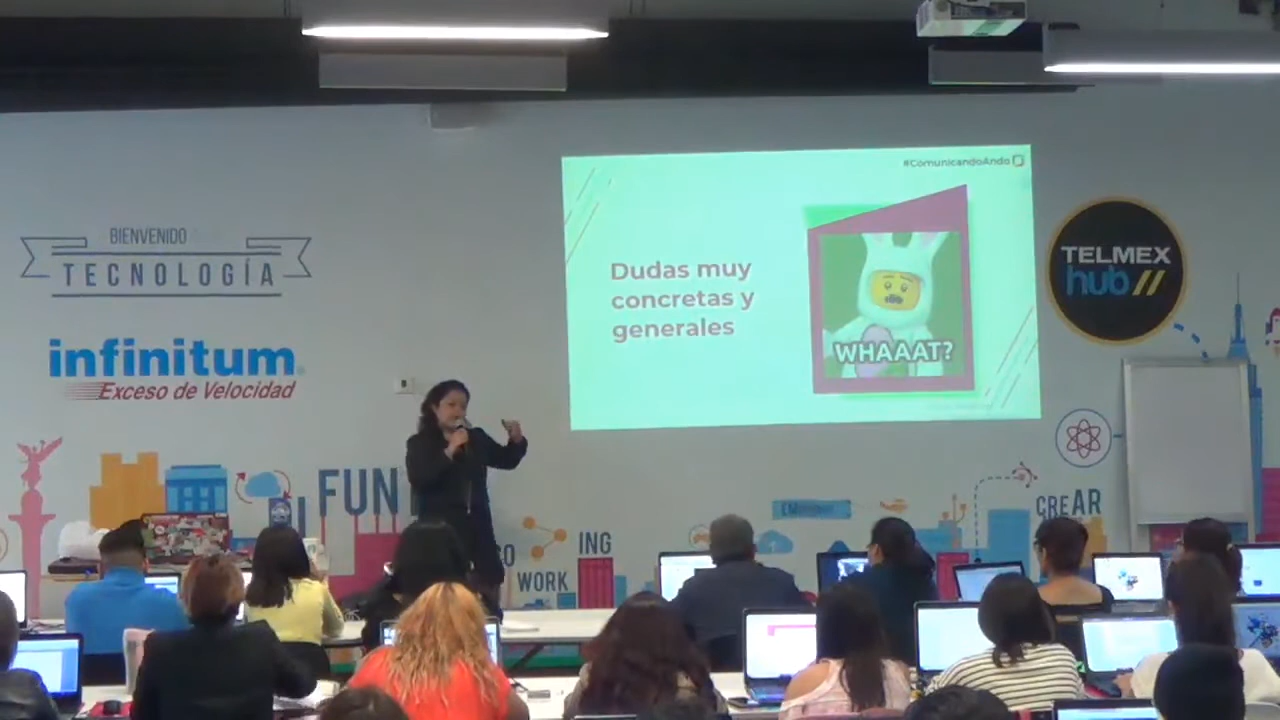 #ComunicandoAndo
BIENVENIDO
TECNOLOGÍA
Dudas muy
concretas y
generales
WHAAAT?
TELMEX
hub
infinitum
Exceso de Velocidad
FUN
CREAR
ING
WORK